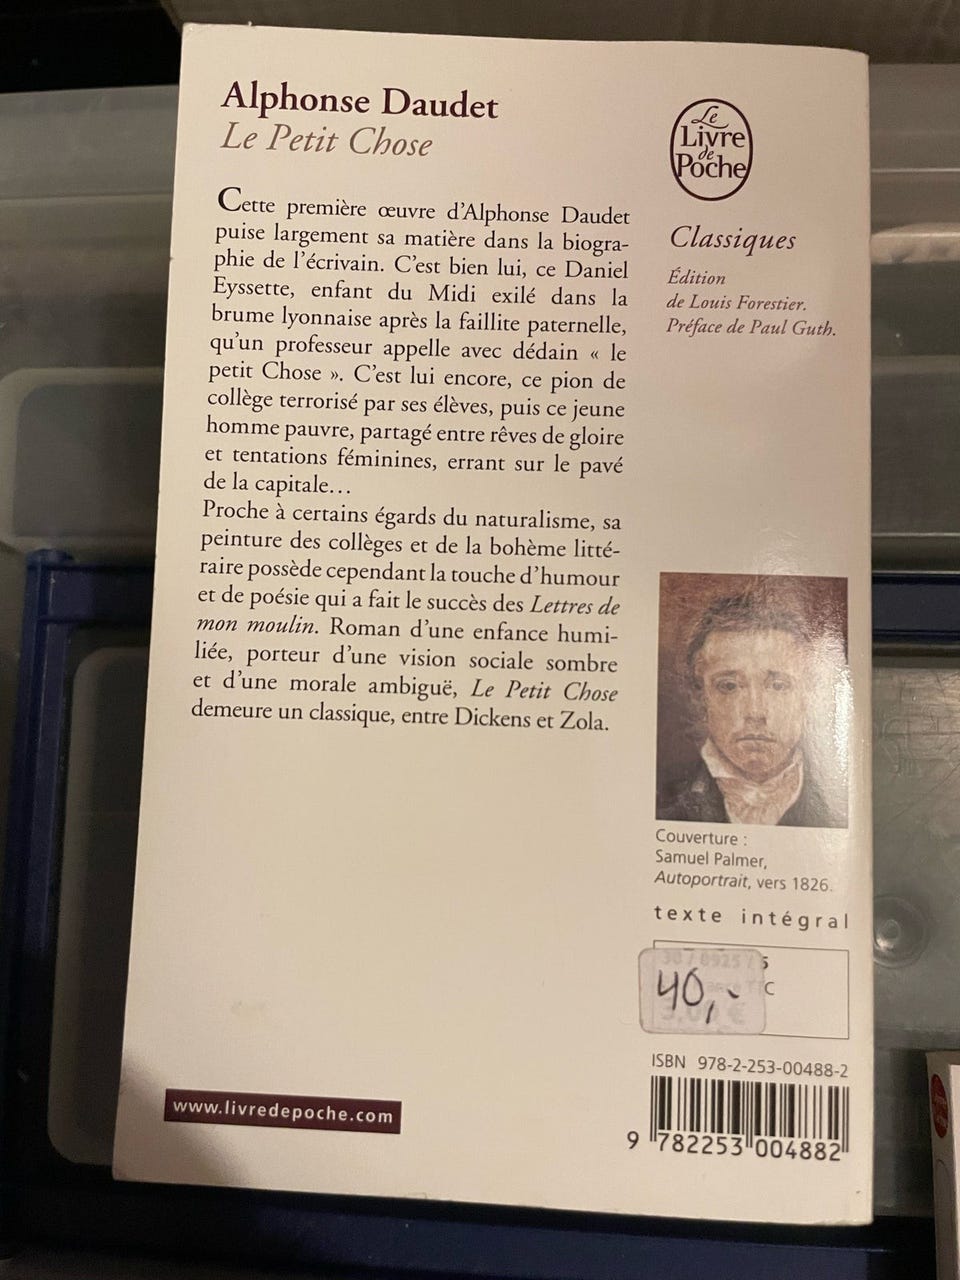 Alphonse Daudet
Le Petit Chose
Cette première œuvre d'Alphonse Daudet
puise largement sa matière dans la biogra-
phie de l'écrivain. C'est bien lui, ce Daniel
Eyssette, enfant du Midi exilé dans la
brume lyonnaise après la faillite paternelle,
qu'un professeur appelle avec dédain « le
petit Chose ». C'est lui encore, ce pion de
collège terrorisé par ses élèves, puis ce jeune
homme pauvre, partagé entre rêves de gloire
et tentations féminines, errant sur le pavé
de la capitale…
Proche à certains égards du naturalisme, sa
peinture des collèges et de la bohème litté-
raire possède cependant la touche d'humour
et de poésie qui a fait le succès des Lettres de
mon moulin. Roman d'une enfance humi-
liée, porteur d'une vision sociale sombre
et d'une morale ambiguë, Le Petit Chose
demeure un classique, entre Dickens et Zola.
www.livredepoche.com
Le
Livre
de
Poche
Classiques
Édition
de Louis Forestier.
Préface de Paul Guth.
Couverture :
Samuel Palmer,
Autoportrait, vers 1826.
texte intégral
40,-
ISBN 978-2-253-00488-2
9 782253 004882